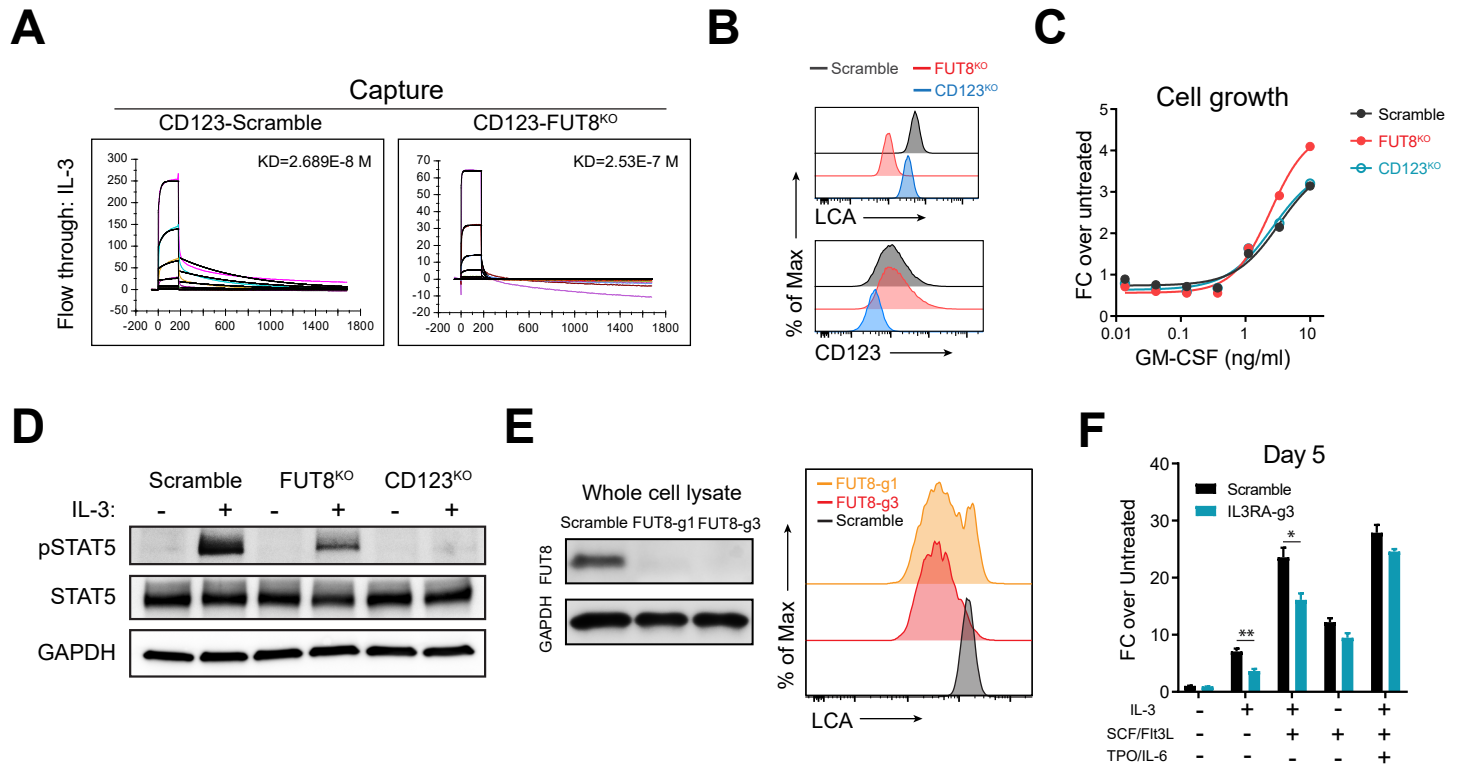 A
Capture
CD123-Scramble
CD123-FUT8KO
Flow through: IL-3
KD=2.689E-8 M
300
250
200
150
100
50
0
-50
-200 0 200 600 1000 1400 1800
KD=2.53E-7 M
70
60
50
40
30
20
10
0
-10
-20
-200 0 200 600 1000 1400 1800
B
Scramble FUT8KO
CD123KO
% of Max
LCA
CD123
C
Cell growth
FC over untreated
5
4
3
2
1
0
0.01 0.1 1 10
GM-CSF (ng/ml)
Scramble
FUT8KO
CD123KO
D
Scramble FUT8KO CD123KO
IL-3: - + - + - +
pSTAT5
STAT5
GAPDH
E
Whole cell lysate
Scramble FUT8-g1 FUT8-g3
FUT8
GAPDH
% of Max
FUT8-g1
FUT8-g3
Scramble
LCA
F
Day 5
FC over Untreated
40
30
20
10
0
Scramble
IL3RA-g3
*
**
IL-3 - + + - +
SCF/Flt3L - - + + +
TPO/IL-6 - - - - +